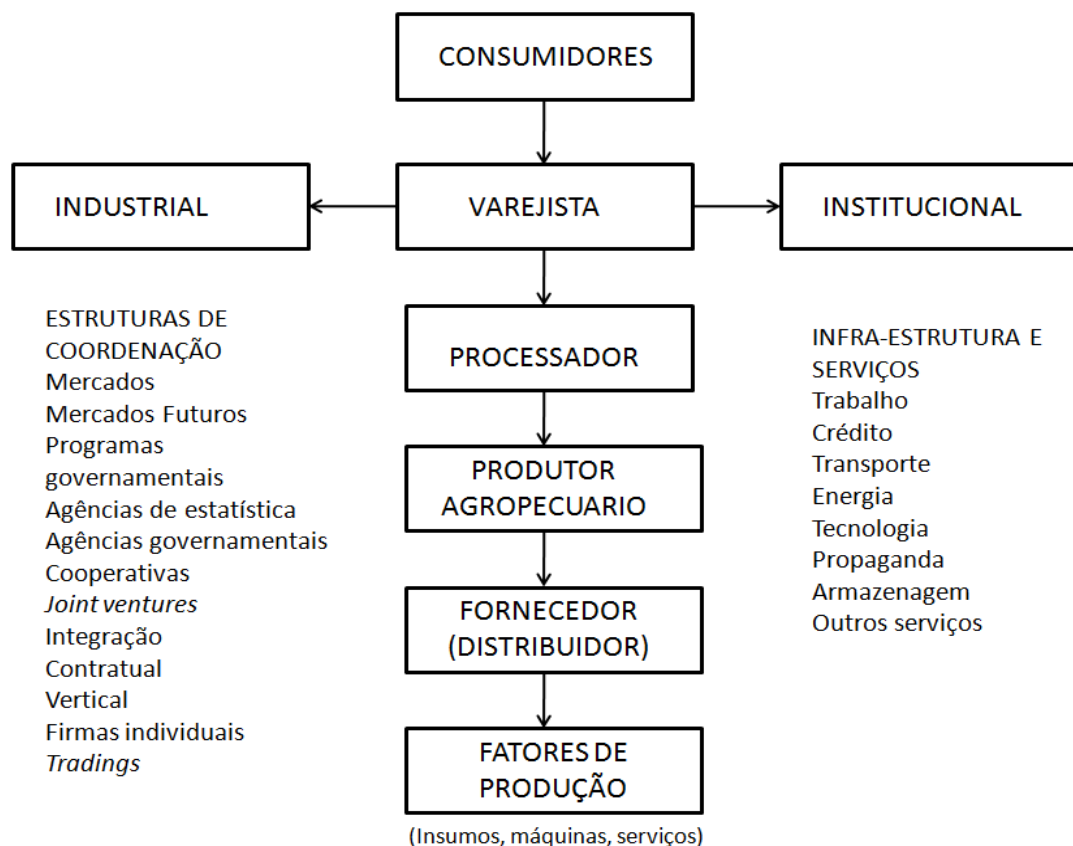 CONSUMIDORES
INDUSTRIAL
VAREJISTA
INSTITUCIONAL
ESTRUTURAS DE
COORDENAÇÃO
Mercados
Mercados Futuros
Programas
governamentais
Agências de estatística
Agências governamentais
Cooperativas
Joint ventures
Integração
Contratual
Vertical
Firmas individuais
Tradings
PROCESSADOR
PRODUTOR
AGROPECUARIO
FORNECEDOR
(DISTRIBUIDOR)
FATORES DE
PRODUÇÃO
(Insumos, máquinas, serviços)
INFRA-ESTRUTURA E
SERVIÇOS
Trabalho
Crédito
Transporte
Energia
Tecnologia
Propaganda
Armazenagem
Outros serviços